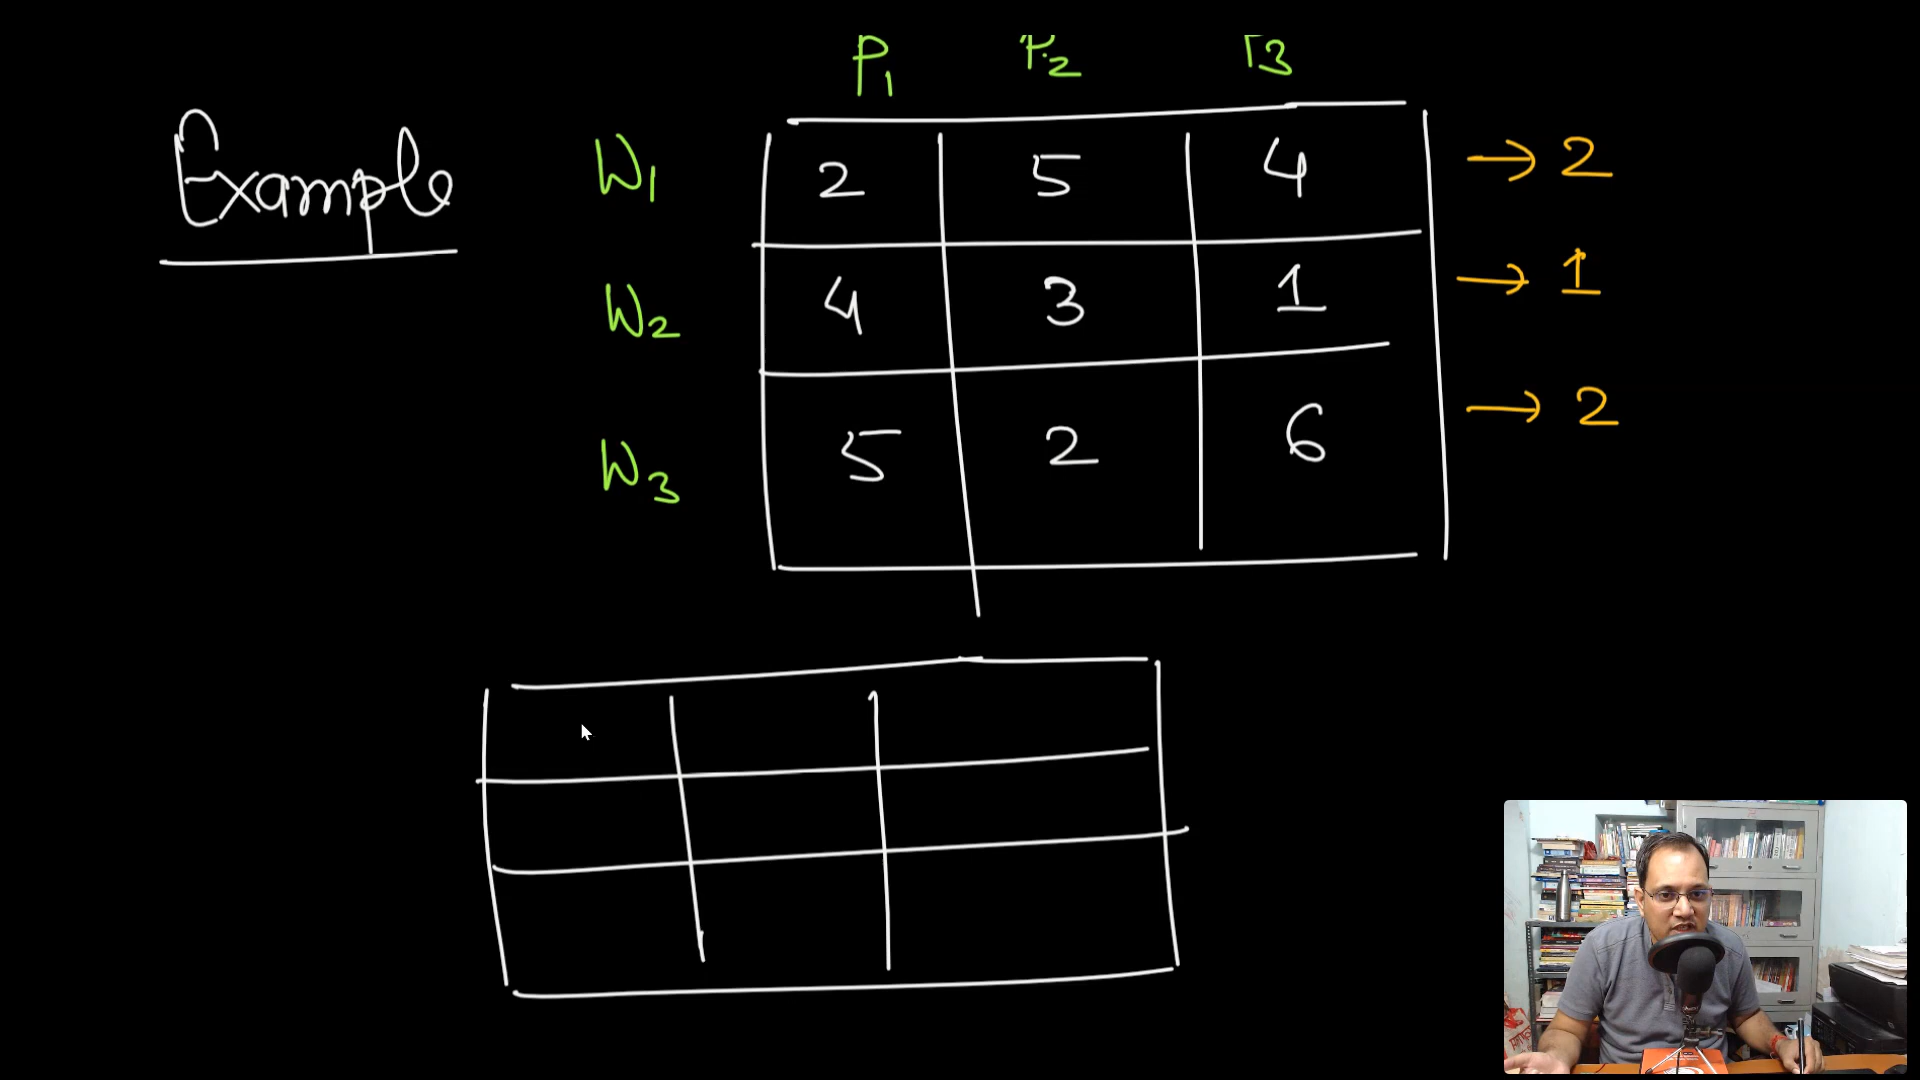 P1 P2 P3
Example
W1 2 5 4 → 2
W2 4 3 1 → 1
W3 5 2 6 → 2